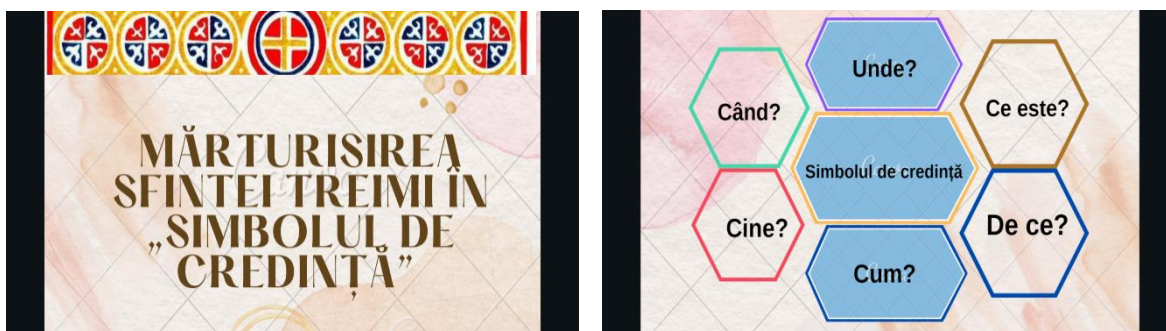 MĂRTURISIREA
SFINTEI TREIMI ÎN
„SIMBOLUL DE
CREDINȚĂ”
Unde?
Când?
Ce este?
Simbolul de credință
Cine?
De ce?
Cum?